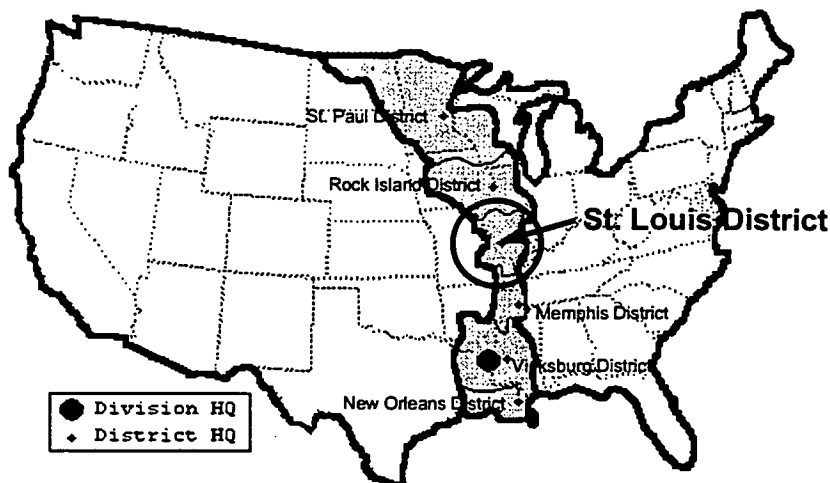 St. Paul District
Rock Island District
St. Louis District
Memphis District
Vicksburg District
New Orleans District
Division HQ
District HQ